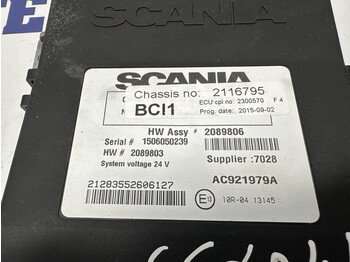 SCANIA
SCANIA
Chassis no: 2116795
BCI1
ECU cpl no: 2300570 F 4
Prog. date: 2015-09-02
HW Assy # 2089806
Serial # 1506050239
HW # 2089803
Supplier :7028
System voltage 24 V
21283552606127
AC921979A
E
10R-04 13145